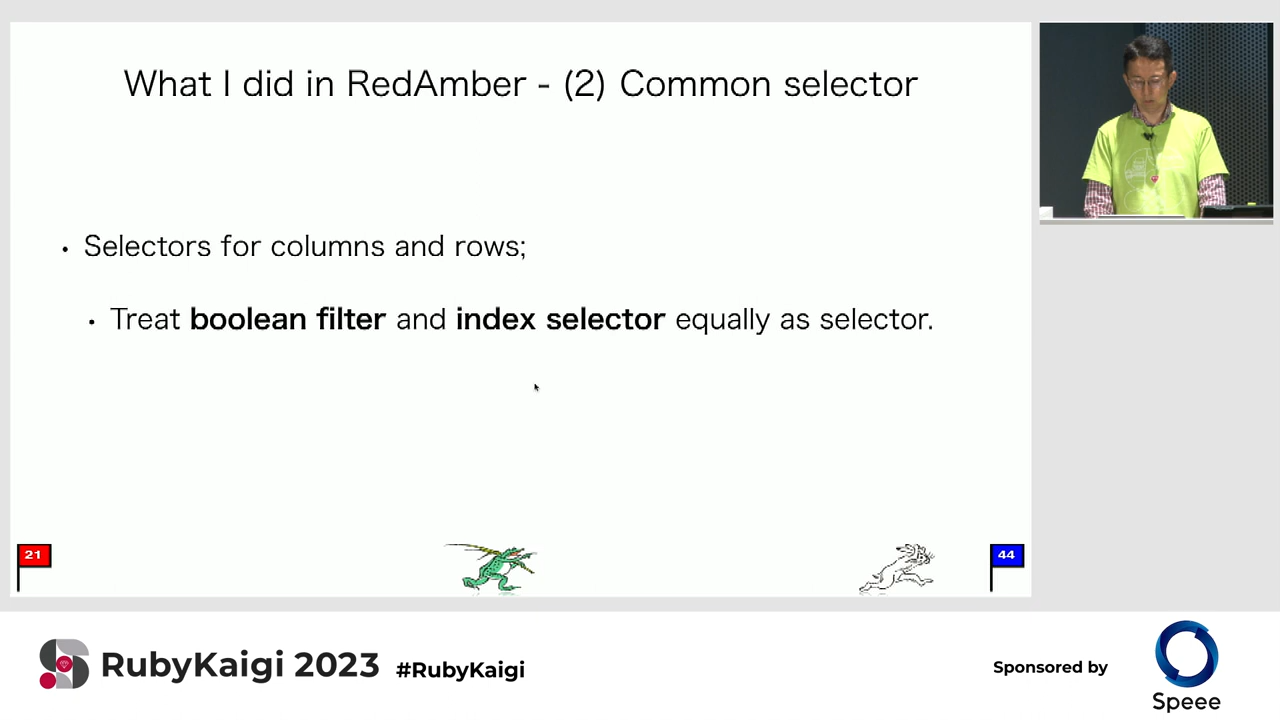 What I did in RedAmber - (2) Common selector
• Selectors for columns and rows;
• Treat boolean filter and index selector equally as selector.
21
44
RubyKaigi 2023 #RubyKaigi
Sponsored by
Speee